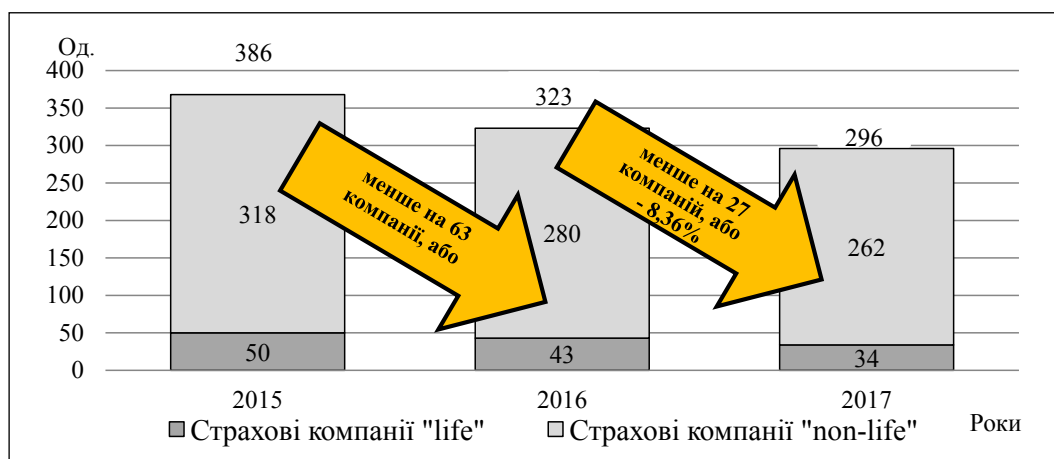 Од.
400
350
300
250
200
150
100
50
0
386
323
296
318
280
262
50
43
34
менше на 63
компанії, або
менше на 27
компаній, або
- 8,36%
2015
2016
2017
Роки
Страхові компанії "life"
Страхові компанії "non-life"